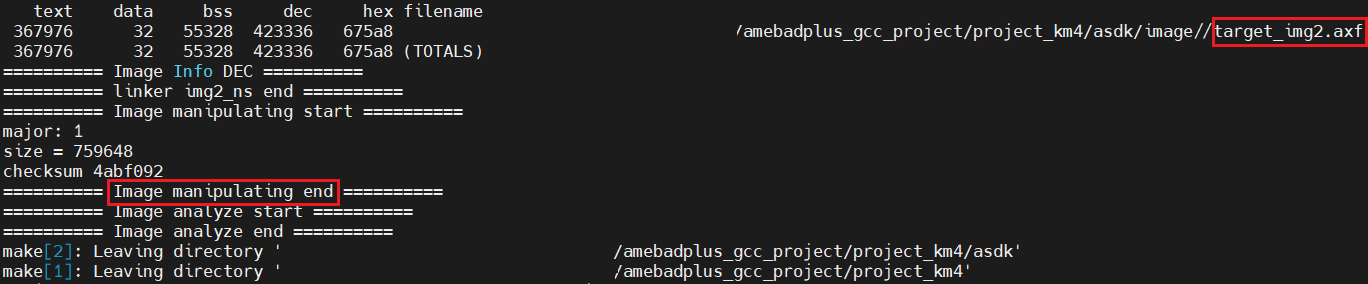 text data bss dec hex filename
367976 32 55328 423336 675a8 /amebadplus_gcc_project/project_km4/asdk/image//target_img2.axf
367976 32 55328 423336 675a8 (TOTALS)
========== Image Info DEC ==========
========== linker img2_ns end ==========
========== Image manipulating start ==========
major: 1
size = 759648
checksum 4abf092
========== Image manipulating end ==========
========== Image analyze start ==========
========== Image analyze end ==========
make[2]: Leaving directory ' /amebadplus_gcc_project/project_km4/asdk'
make[1]: Leaving directory ' /amebadplus_gcc_project/project_km4'